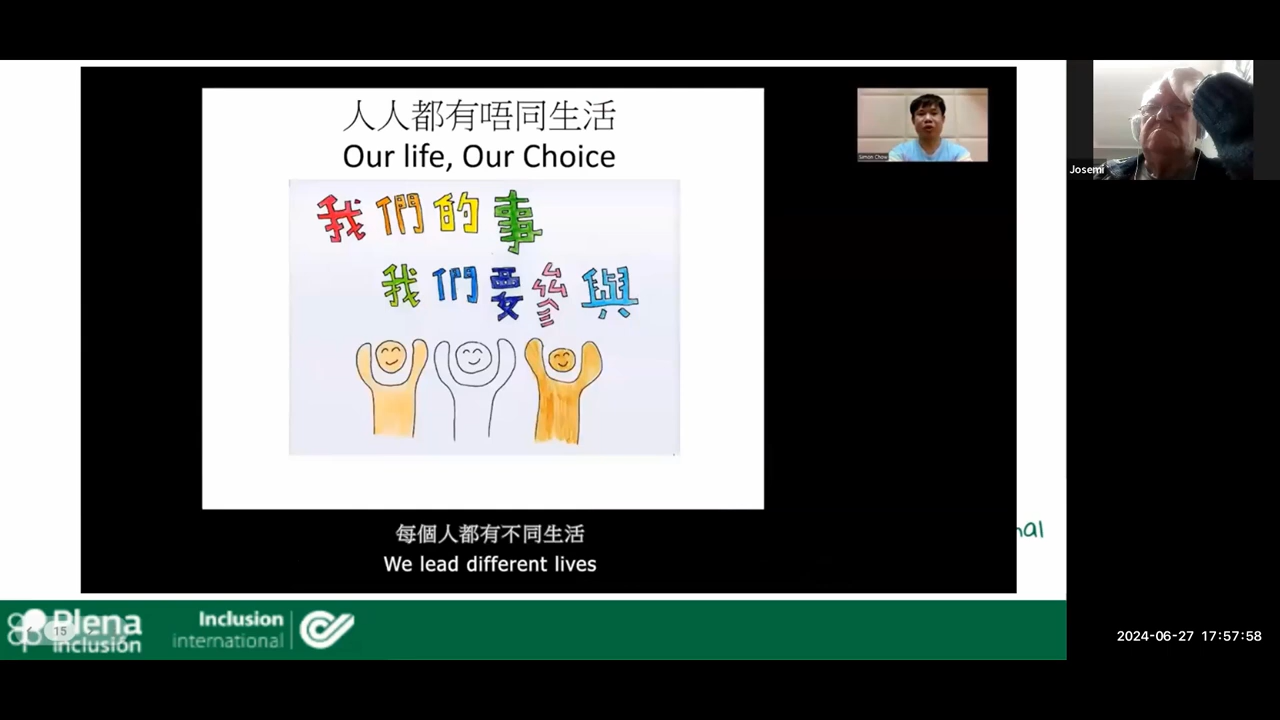 人人都有唔同生活
Our life, Our Choice
我們的事
我們要參與
Simon Chow
Josemi
每個人都有不同生活
We lead different lives
nal
Plena
inclusión
15
Inclusion
international
2024-06-27 17:57:58